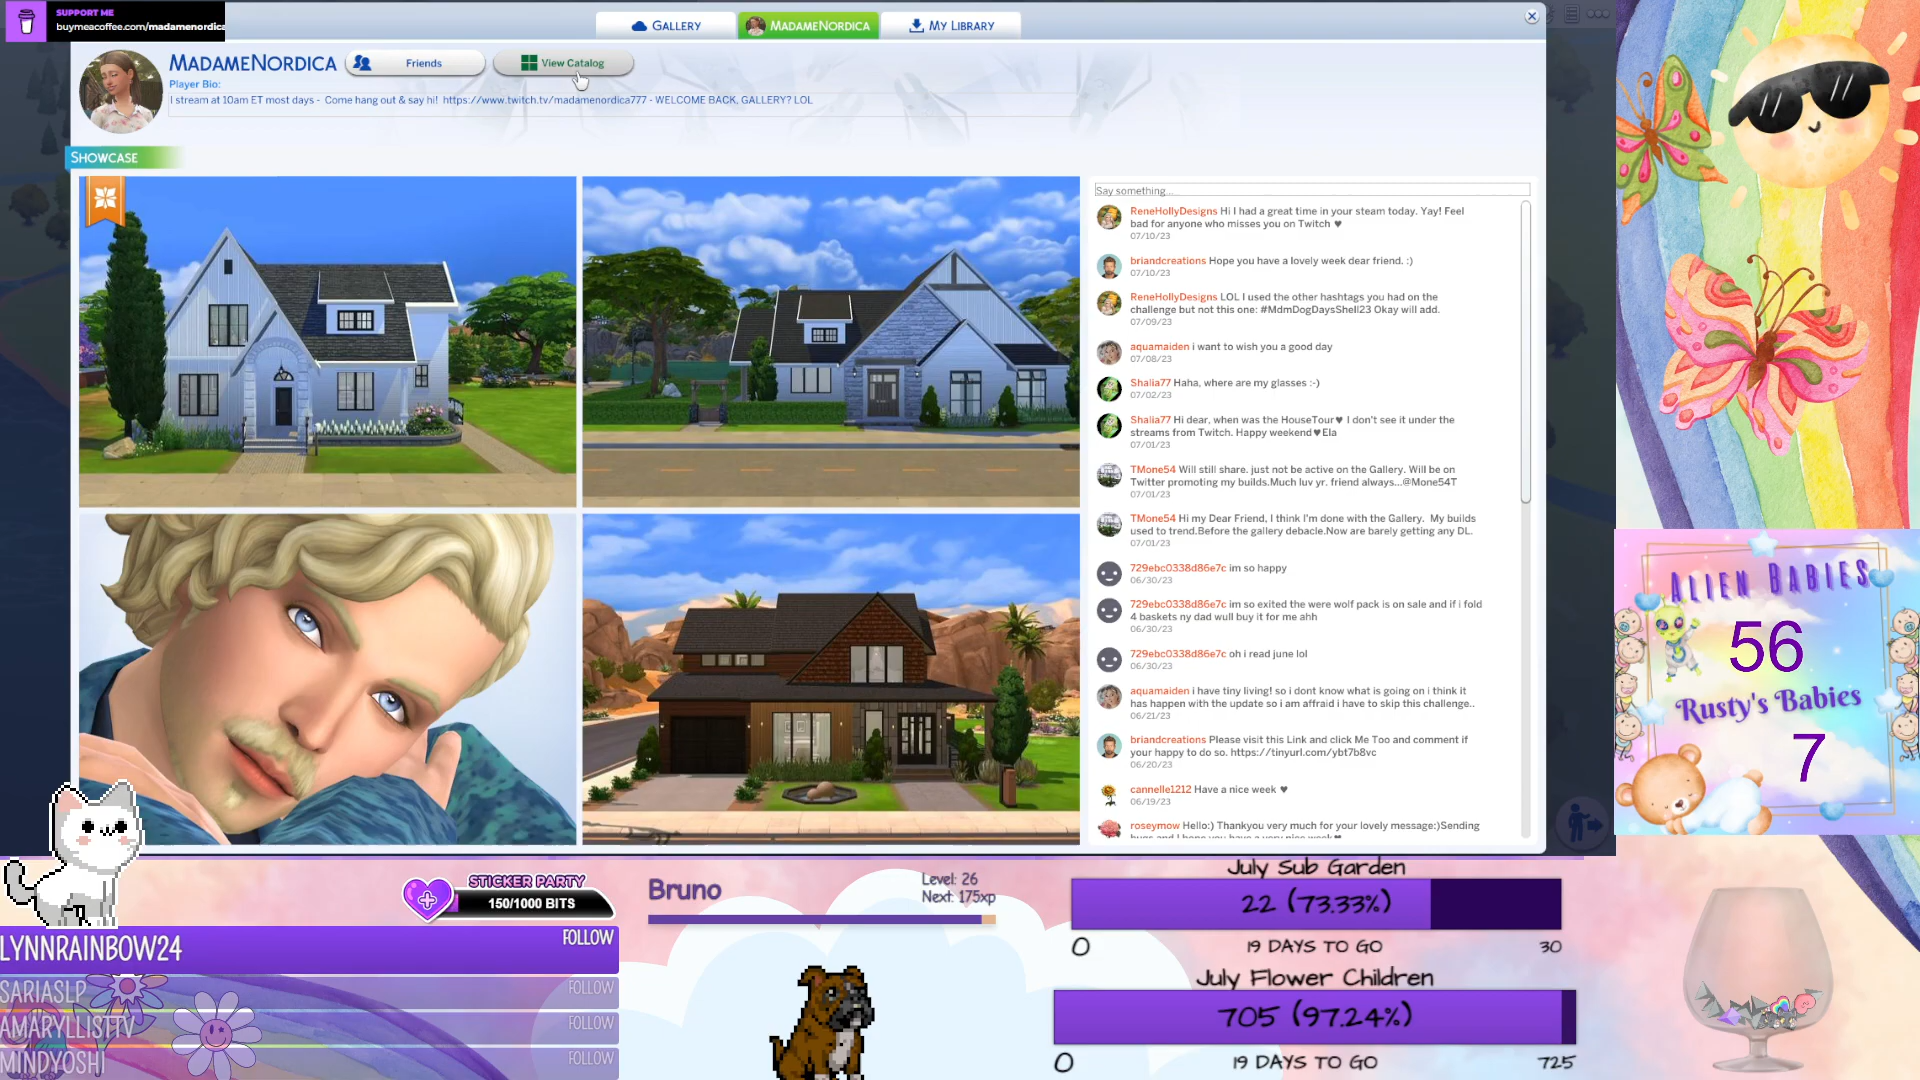 SUPPORT ME
buymeacoffee.com/madamenordica
Gallery
MadameNordica
My Library
MadameNordica
Friends
View Catalog
Player Bio:
I stream at 10am ET most days - Come hang out & say hi! https://www.twitch.tv/madamenordica777 - WELCOME BACK, GALLERY? LOL
Showcase
Say something...
ReneHollyDesigns Hi I had a great time in your steam today. Yay! Feel
bad for anyone who misses you on Twitch ♥
07/10/23
briandcreations Hope you have a lovely week dear friend. :)
07/10/23
ReneHollyDesigns LOL I used the other hashtags you had on the
challenge but not this one: #MdmDogDaysShell23 Okay will add.
07/09/23
aquamaiden i want to wish you a good day
07/08/23
Shalia77 Haha, where are my glasses :-)
07/02/23
Shalia77 Hi dear, when was the HouseTour♥ I don't see it under the
streams from Twitch. Happy weekend♥Ela
07/01/23
TMone54 Will still share. just not be active on the Gallery. Will be on
Twitter promoting my builds.Much luv yr. friend always...@Mone54T
07/01/23
TMone54 Hi my Dear Friend, I think I'm done with the Gallery. My builds
used to trend.Before the gallery debacle.Now are barely getting any DL.
07/01/23
729ebc0338d86e7c im so happy
06/30/23
729ebc0338d86e7c im so exited the were wolf pack is on sale and if i fold
4 baskets ny dad wull buy it for me ahh
06/30/23
729ebc0338d86e7c oh i read june lol
06/30/23
aquamaiden i have tiny living! so i dont know what is going on i think it
has happen with the update so i am affraid i have to skip this challenge..
06/21/23
briandcreations Please visit this Link and click Me Too and comment if
your happy to do so. https://tinyurl.com/ybt7b8vc
06/20/23
cannelle1212 Have a nice week ♥
06/19/23
roseymow Hello:) Thankyou very much for your lovely message:)Sending
hugs and I hope you have a very nice week♥
Alien Babies
56
Rusty's Babies
7
STICKER PARTY
150/1000 BITS
LYNNRAINBOW24 FOLLOW
SARIASLP FOLLOW
AMARYLLISTTV FOLLOW
MINDYOSHI FOLLOW
Bruno
Level: 26
Next: 175xp
July Sub Garden
22 (73.33%)
0 19 DAYS TO GO 30
July Flower Children
705 (97.24%)
0 19 DAYS TO GO 725